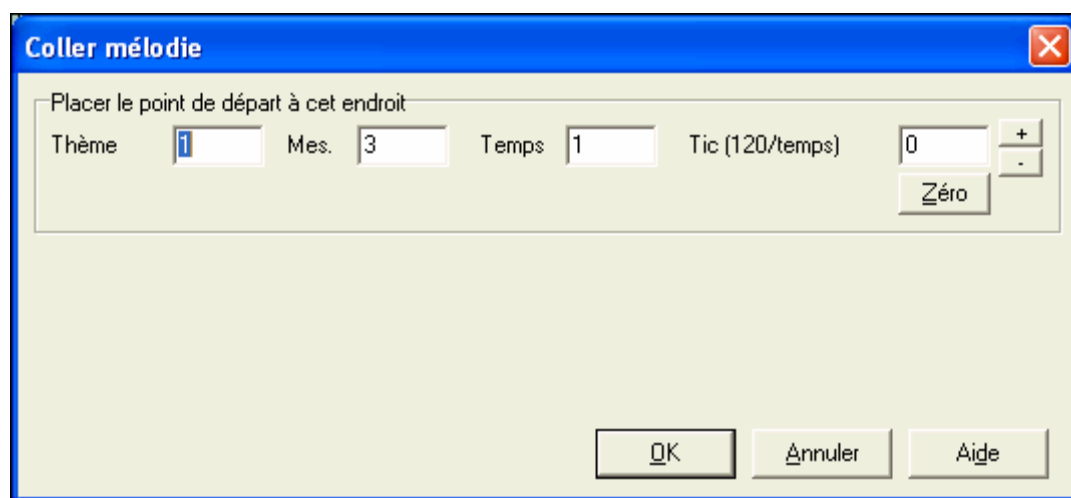 Coller mélodie
Placer le point de départ à cet endroit
Thème 1 Mes. 3 Temps 1 Tic (120/temps) 0 +
-
Zéro
OK Annuler Aide